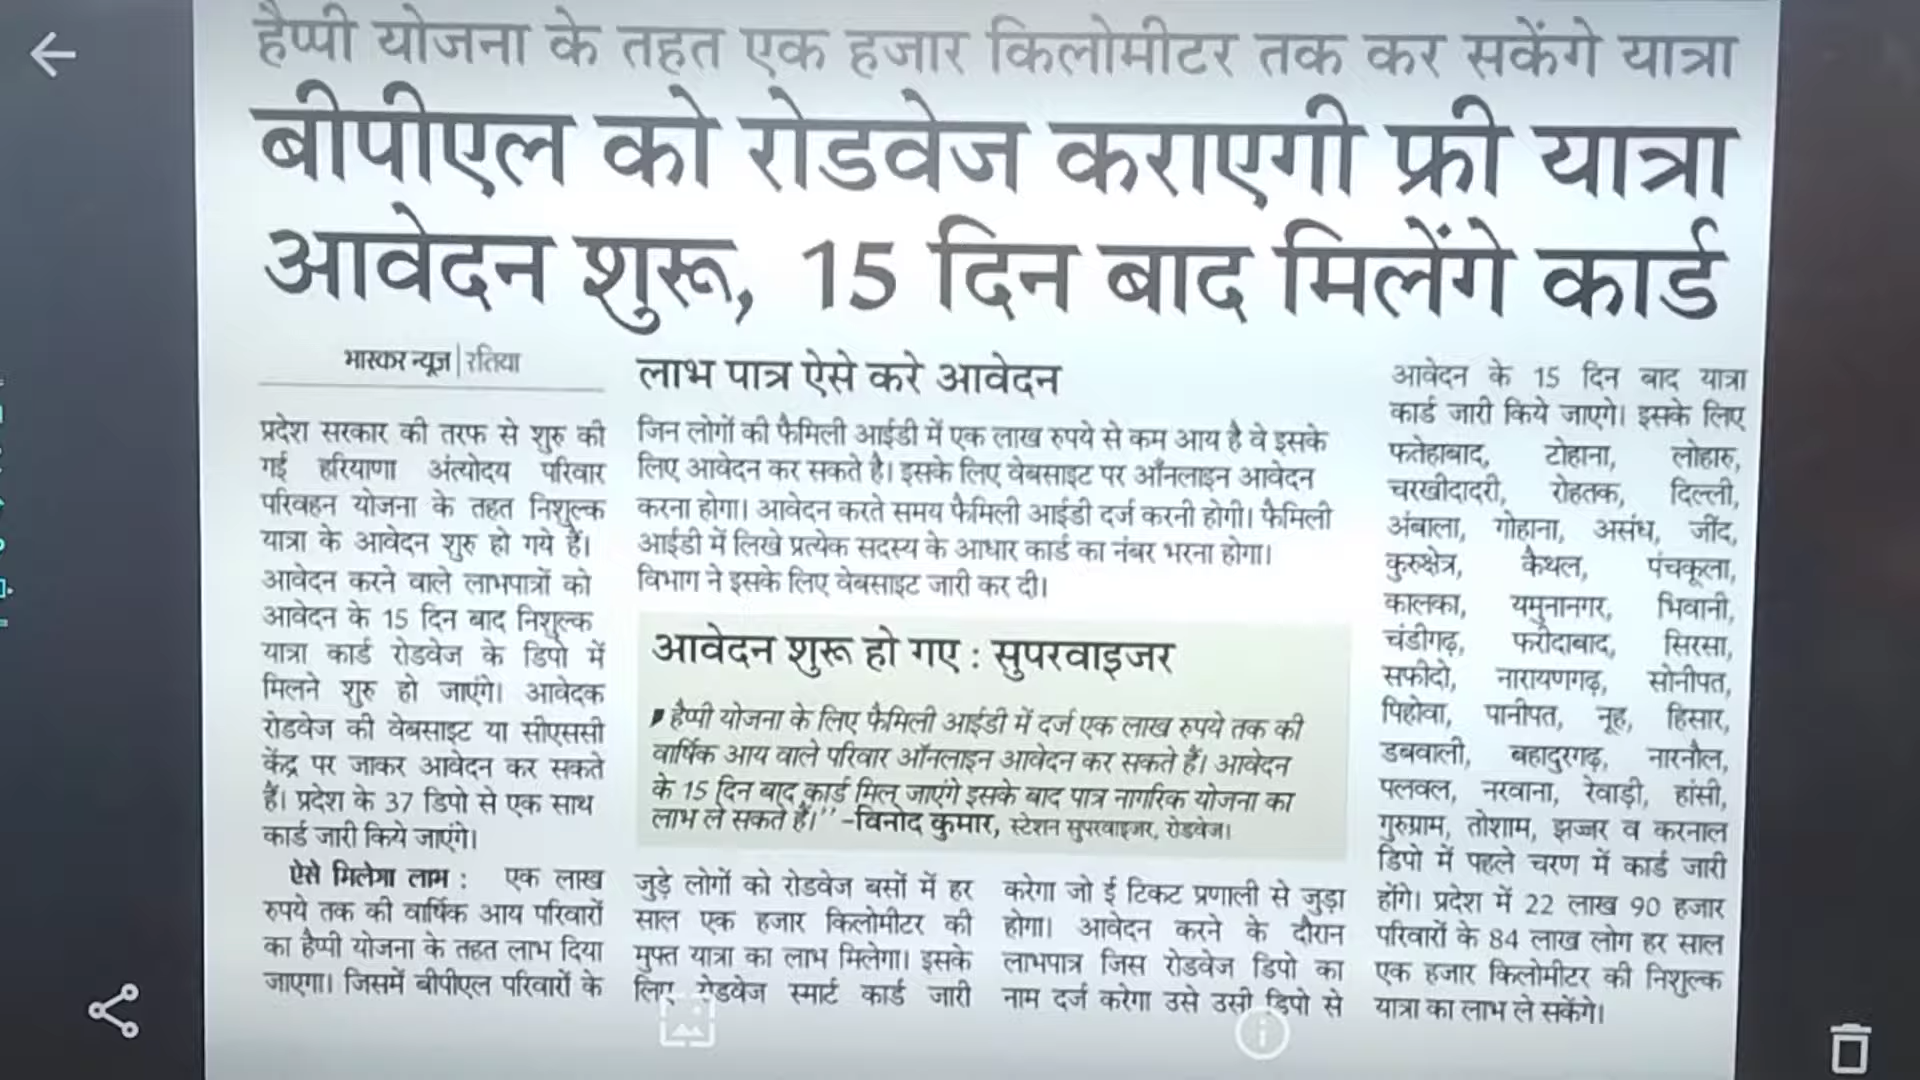 हैप्पी योजना के तहत एक हजार किलोमीटर तक कर सकेंगे यात्रा
बीपीएल को रोडवेज कराएगी फ्री यात्रा
आवेदन शुरू, 15 दिन बाद मिलेंगे कार्ड
भास्कर न्यूज | रतिया
प्रदेश सरकार की तरफ से शुरु की
गई हरियाणा अंत्योदय परिवार
परिवहन योजना के तहत निशुल्क
यात्रा के आवेदन शुरु हो गये हैं।
आवेदन करने वाले लाभपात्रों को
आवेदन के 15 दिन बाद निशुल्क
यात्रा कार्ड रोडवेज के डिपो में
मिलने शुरु हो जाएंगे। आवेदक
रोडवेज की वेबसाइट या सीएससी
केंद्र पर जाकर आवेदन कर सकते
हैं। प्रदेश के 37 डिपो से एक साथ
कार्ड जारी किये जाएंगे।
ऐसे मिलेगा लाभ : एक लाख
रुपये तक की वार्षिक आय परिवारों
का हैप्पी योजना के तहत लाभ दिया
जाएगा। जिसमें बीपीएल परिवारों के
लाभ पात्र ऐसे करे आवेदन
जिन लोगों की फैमिली आईडी में एक लाख रुपये से कम आय है वे इसके
लिए आवेदन कर सकते है। इसके लिए वेबसाइट पर ऑनलाइन आवेदन
करना होगा। आवेदन करते समय फैमिली आईडी दर्ज करनी होगी। फैमिली
आईडी में लिखे प्रत्येक सदस्य के आधार कार्ड का नंबर भरना होगा।
विभाग ने इसके लिए वेबसाइट जारी कर दी।
आवेदन शुरू हो गए : सुपरवाइजर
❜ हैप्पी योजना के लिए फैमिली आईडी में दर्ज एक लाख रुपये तक की
वार्षिक आय वाले परिवार ऑनलाइन आवेदन कर सकते हैं। आवेदन
के 15 दिन बाद कार्ड मिल जाएंगे इसके बाद पात्र नागरिक योजना का
लाभ ले सकते हैं।’’ -विनोद कुमार, स्टेशन सुपरवाइजर, रोडवेज।
जुड़े लोगों को रोडवेज बसों में हर
साल एक हजार किलोमीटर की
मुफ्त यात्रा का लाभ मिलेगा। इसके
लिए रोडवेज स्मार्ट कार्ड जारी
करेगा जो ई टिकट प्रणाली से जुड़ा
होगा। आवेदन करने के दौरान
लाभपात्र जिस रोडवेज डिपो का
नाम दर्ज करेगा उसे उसी डिपो से
आवेदन के 15 दिन बाद यात्रा
कार्ड जारी किये जाएगे। इसके लिए
फतेहाबाद, टोहाना, लोहारु,
चरखीदादरी, रोहतक, दिल्ली,
अंबाला, गोहाना, असंध, जींद,
कुरुक्षेत्र, कैथल, पंचकूला,
कालका, यमुनानगर, भिवानी,
चंडीगढ़, फरीदाबाद, सिरसा,
सफीदो, नारायणगढ़, सोनीपत,
पिहोवा, पानीपत, नूह, हिसार,
डबवाली, बहादुरगढ़, नारनौल,
पलवल, नरवाना, रेवाड़ी, हांसी,
गुरुग्राम, तोशाम, झज्जर व करनाल
डिपो में पहले चरण में कार्ड जारी
होंगे। प्रदेश में 22 लाख 90 हजार
परिवारों के 84 लाख लोग हर साल
एक हजार किलोमीटर की निशुल्क
यात्रा का लाभ ले सकेंगे।